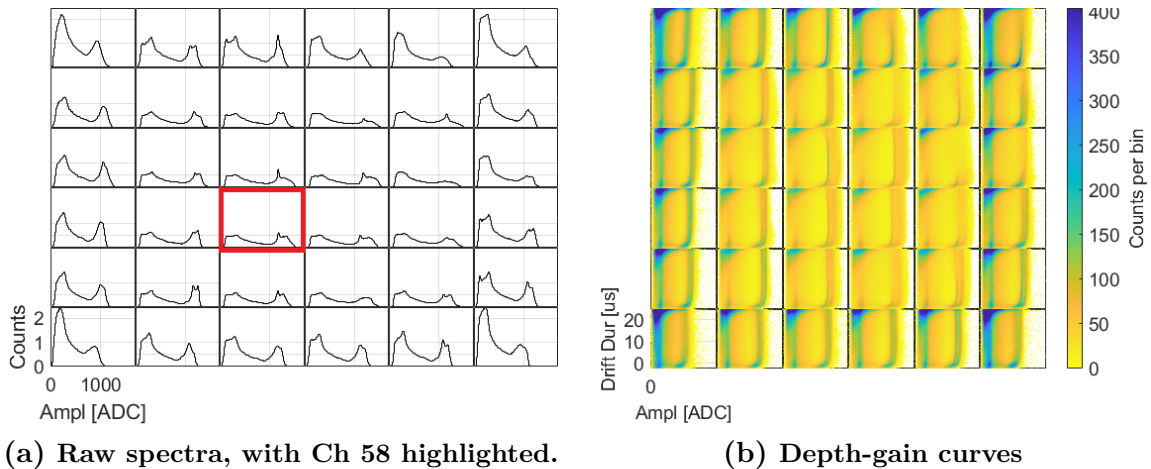 Counts
2
1
0
0 1000
Ampl [ADC]
(a) Raw spectra, with Ch 58 highlighted.
Drift Dur [us]
20
10
0
0
Ampl [ADC]
400
350
300
250
200
150
100
50
0
Counts per bin
(b) Depth-gain curves